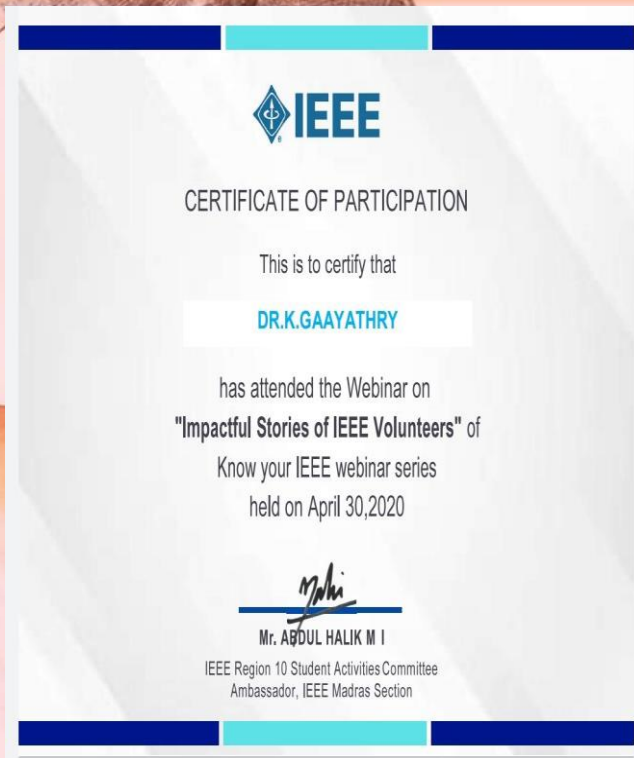 IEEE
CERTIFICATE OF PARTICIPATION
This is to certify that
DR.K.GAAYATHRY
has attended the Webinar on
"Impactful Stories of IEEE Volunteers" of
Know your IEEE webinar series
held on April 30,2020
Mr. ABDUL HALIK M I
IEEE Region 10 Student Activities Committee
Ambassador, IEEE Madras Section